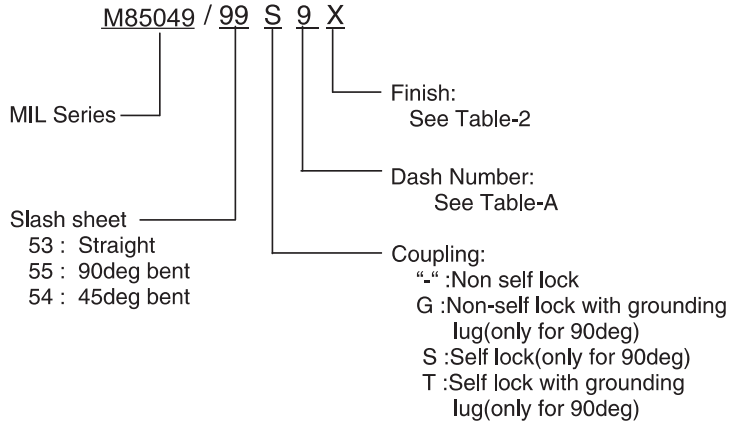 M85049 / 99 S 9 X
MIL Series
Finish:
See Table-2
Dash Number:
See Table-A
Slash sheet
53 : Straight
55 : 90deg bent
54 : 45deg bent
Coupling:
“-“ :Non self lock
G :Non-self lock with grounding
lug(only for 90deg)
S :Self lock(only for 90deg)
T :Self lock with grounding
lug(only for 90deg)